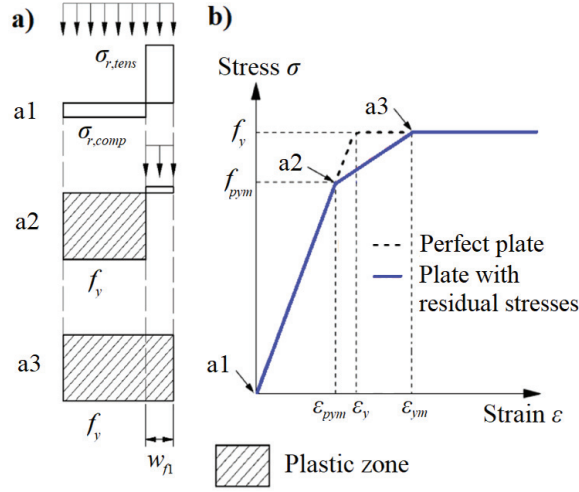 a)
σr,tens
a1
σr,comp
a2
fy
a3
fy
wf1
b)
Stress σ
fy
fpym
a1
a2
a3
Perfect plate
Plate with
residual stresses
εpym
εy
εym
Strain ε
Plastic zone